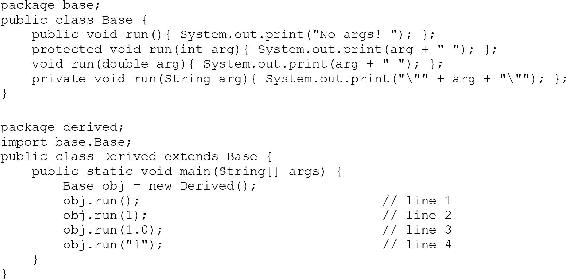 package base;
public class Base {
    public void run(){ System.out.print("No args! "); };
    protected void run(int arg){ System.out.print(arg + " "); };
    void run(double arg){ System.out.print(arg + " "); };
    private void run(String arg){ System.out.print("\"" + arg + "\""); };
}
package derived;
import base.Base;
public class Derived extends Base {
    public static void main(String[] args) {
        Base obj = new Derived();
        obj.run();                              // line 1
        obj.run(1);                             // line 2
        obj.run(1.0);                           // line 3
        obj.run("1");                           // line 4
    }
}